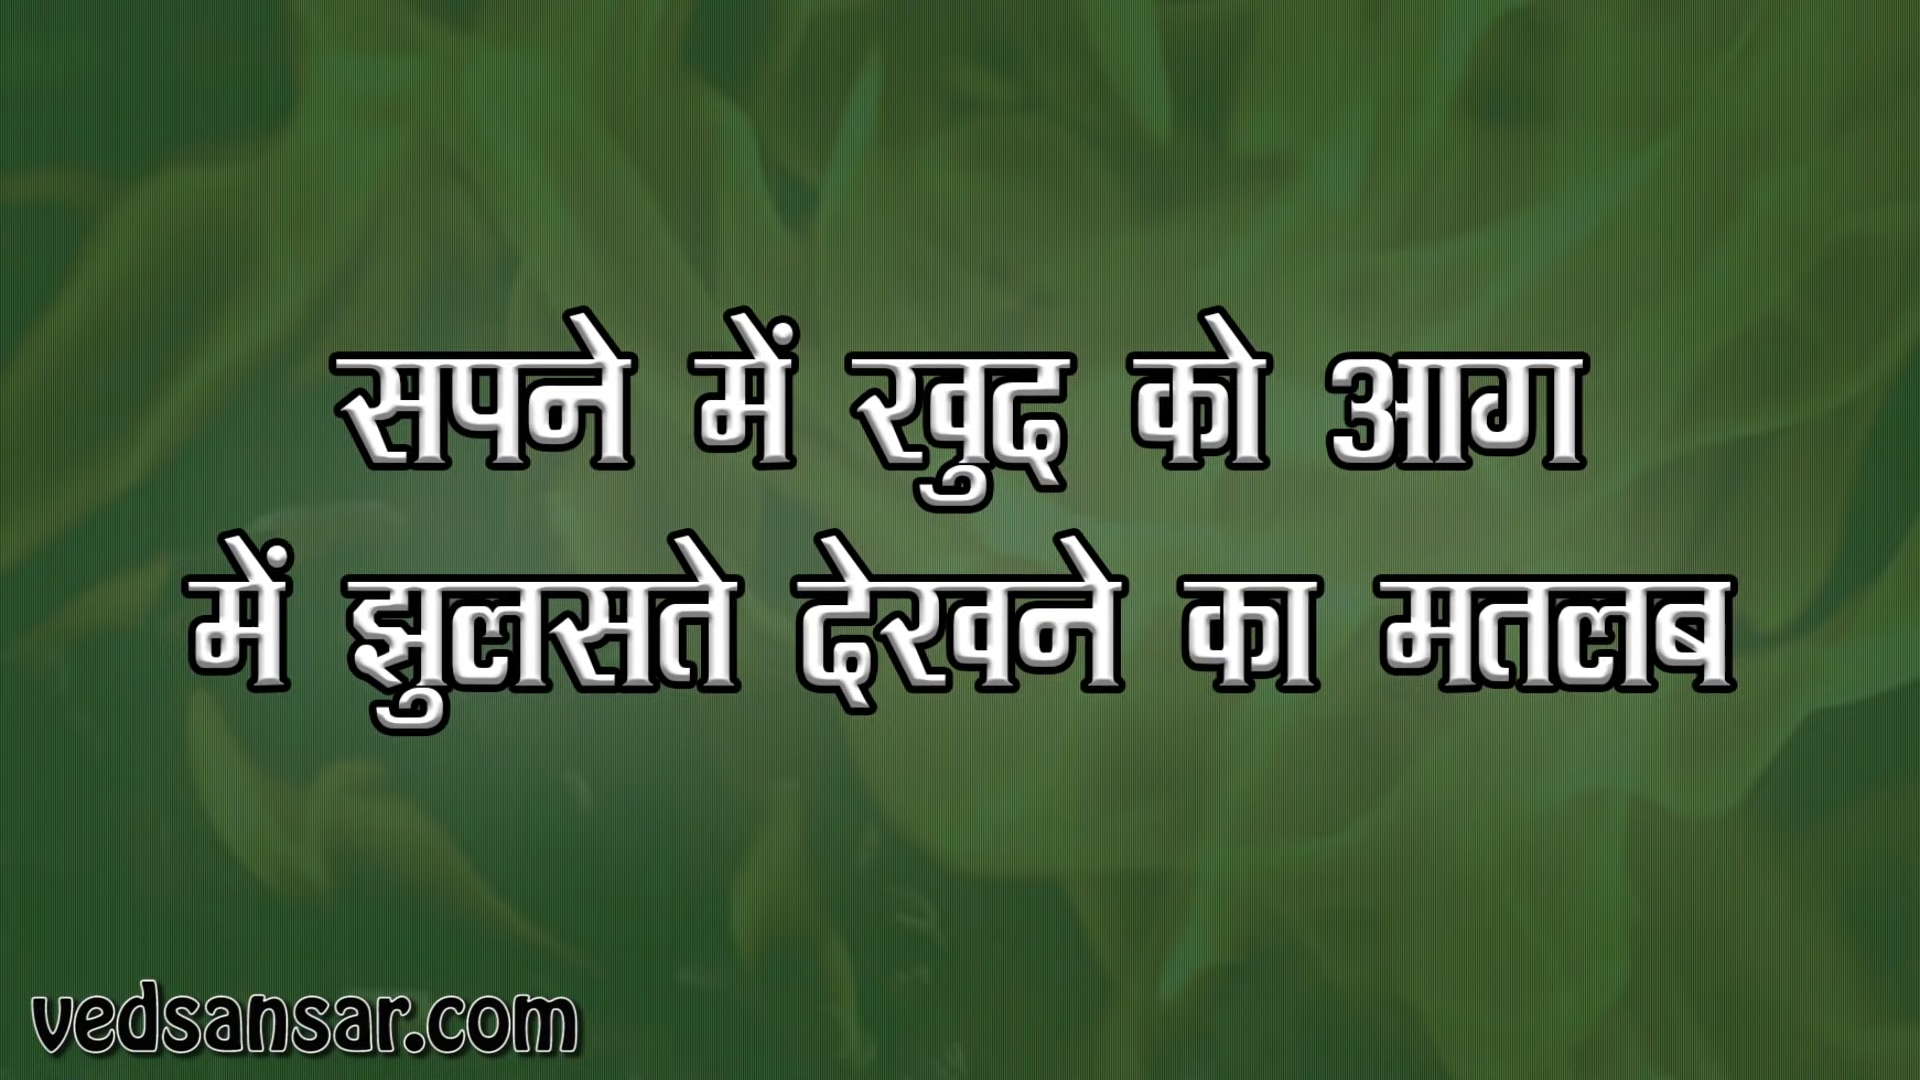 सपने में खुद को आग
में झुलसते देखने का मतलब
vedsansar.com